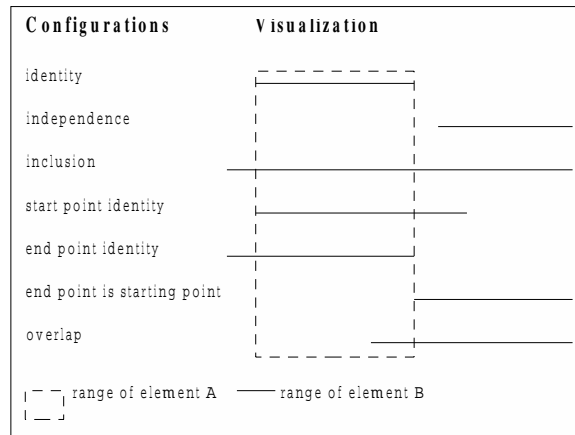 Configurations Visualization
identity
independence
inclusion
start point identity
end point identity
end point is starting point
overlap
range of element A range of element B